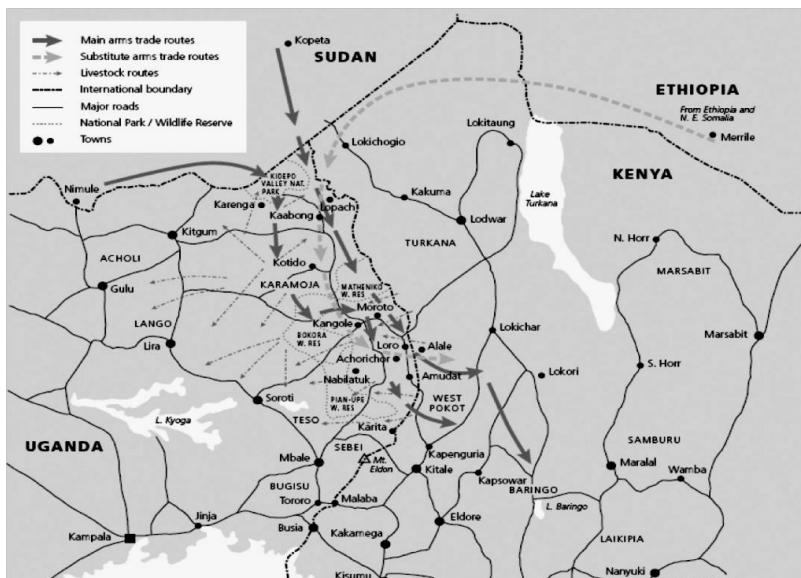 Main arms trade routes
Substitute arms trade routes
Livestock routes
International boundary
Major roads
National Park / Wildlife Reserve
Towns
Kopeta
SUDAN
ETHIOPIA
From Ethiopia and
N. E. Somalia
Merrile
Lokitaung
Lokichogio
KENYA
KIDEPO
VALLEY NAT.
PARK
Nimule
Karenga
Lopach
Kakuma
Lake
Turkana
Kaabong
Lodwar
Kitgum
TURKANA
N. Horr
ACHOLI
Kotido
MARSABIT
Gulu
KARAMOJA
MATHENIKO
W. RES
Moroto
LANGO
Kangole
Lokichar
Marsabit
BOKORA
W. RES
Lira
Loro
Alale
Achorichor
S. Horr
Lokori
Nabilatuk
Amudat
Soroti
PIAN-UPE
W. RES
WEST
POKOT
L. Kyoga
TESO
Karita
SAMBURU
UGANDA
SEBEI
Kapenguria
Mbale
Mt.
Eldon
Kitale
Maralal
Wamba
Kapsowar
BUGISU
BARINGO
Tororo
Malaba
L. Baringo
Jinja
Eldore
Busia
Kakamega
LAIKIPIA
Kampala
Nanyuki
Kisumu